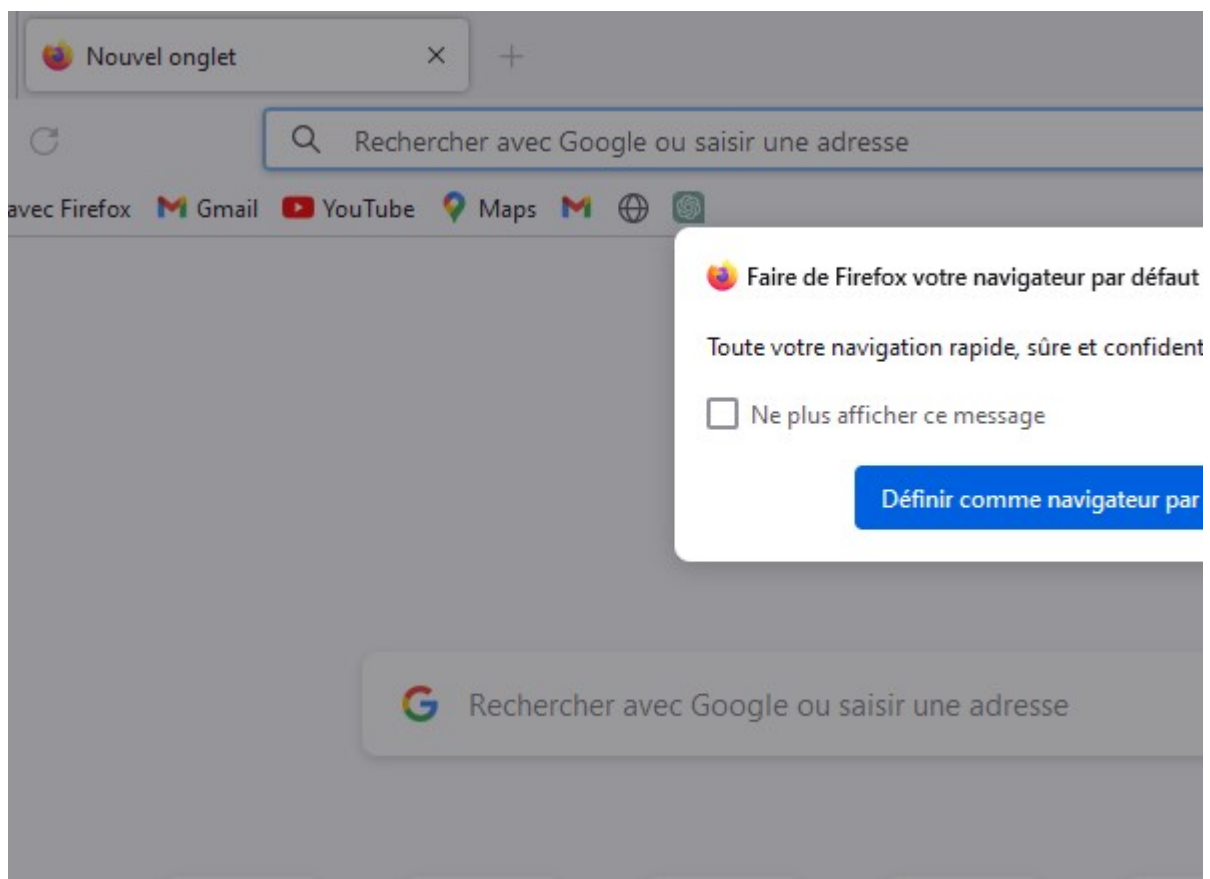 Nouvel onglet
Rechercher avec Google ou saisir une adresse
avec Firefox Gmail YouTube Maps
Faire de Firefox votre navigateur par défaut
Toute votre navigation rapide, sûre et confident
Ne plus afficher ce message
Définir comme navigateur par
Rechercher avec Google ou saisir une adresse